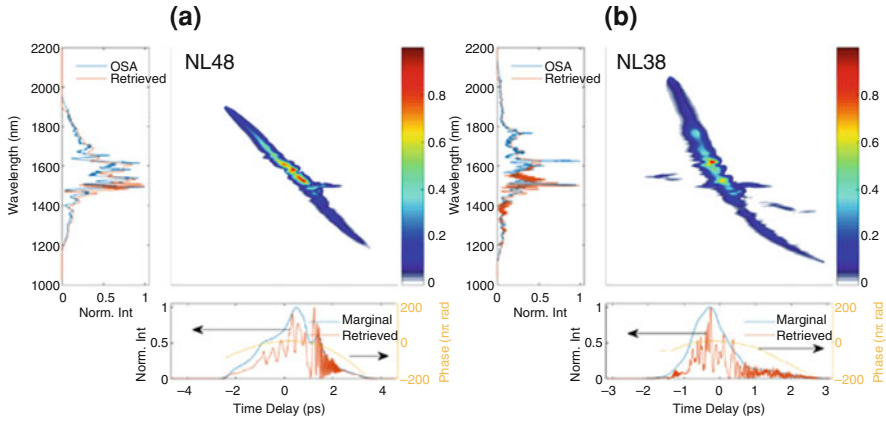 (a)
(b)
2200
2000
1800
1600
1400
1200
1000
Wavelength (nm)
OSA
Retrieved
0
0.5
1
Norm. Int
NL48
0.8
0.6
0.4
0.2
0
2200
2000
1800
1600
1400
1200
1000
Wavelength (nm)
OSA
Retrieved
0
0.5
1
Norm. Int
NL38
0.8
0.6
0.4
0.2
0
1
0.5
0
Norm. Int
Marginal
Retrieved
200
0
−200
Phase (nπ rad
−4
−2
0
2
4
Time Delay (ps)
1
0.5
0
Norm. Int
Marginal
Retrieved
200
0
−200
Phase (nπ rad
−3
−2
−1
0
1
2
3
Time Delay (ps)